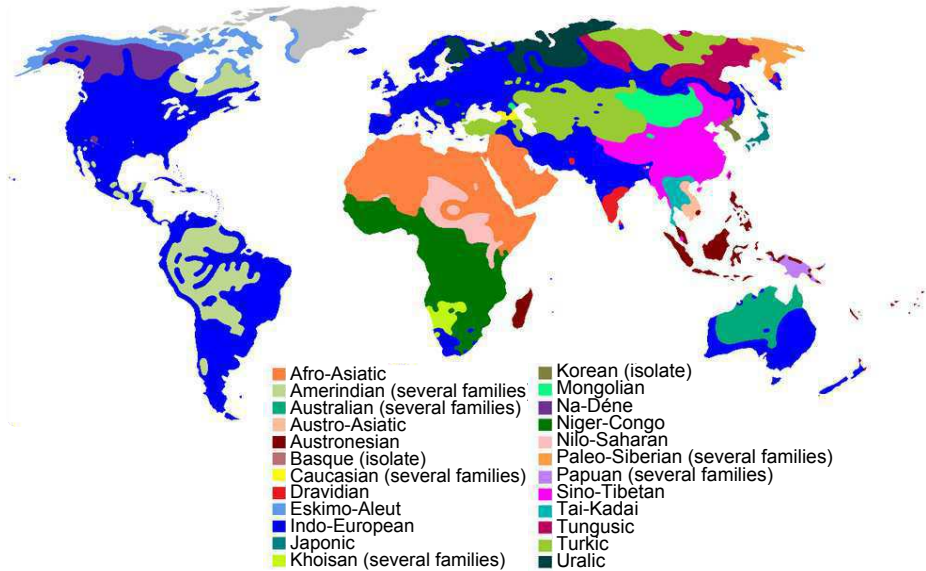 Afro-Asiatic
Amerindian (several families)
Australian (several families)
Austro-Asiatic
Austronesian
Basque (isolate)
Caucasian (several families)
Dravidian
Eskimo-Aleut
Indo-European
Japonic
Khoisan (several families)
Korean (isolate)
Mongolian
Na-Déne
Niger-Congo
Nilo-Saharan
Paleo-Siberian (several families)
Papuan (several families)
Sino-Tibetan
Tai-Kadai
Tungusic
Turkic
Uralic